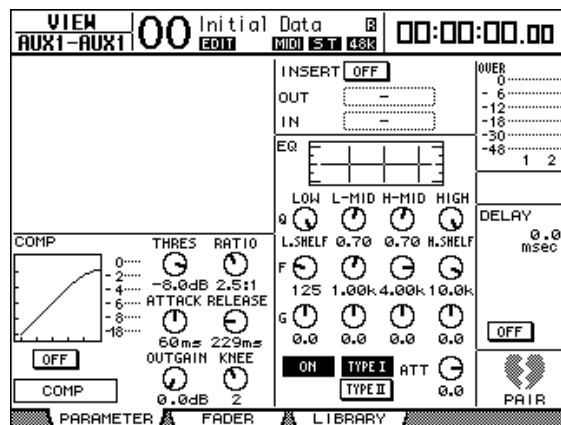 VIEW
AUX1-AUX1
00 Initial Data R
EDIT MIDI ST 48K
00:00:00.00
INSERT OFF
OUT -
IN -
OVER
0
- 6
-12
-18
-30
-48
1 2
EQ
LOW L-MID H-MID HIGH
Q
L.SHELF 0.70 0.70 H.SHELF
F
125 1.00k 4.00k 10.0k
G
0.0 0.0 0.0 0.0
ON TYPE I ATT
TYPE II 0.0
DELAY
0.0
msec
OFF
PAIR
COMP
0
- 2
- 4
- 6
- 8
-18
THRES RATIO
-8.0dB 2.5:1
ATTACK RELEASE
60ms 229ms
OUTGAIN KNEE
0.0dB 2
OFF
COMP
PARAMETER FADER LIBRARY